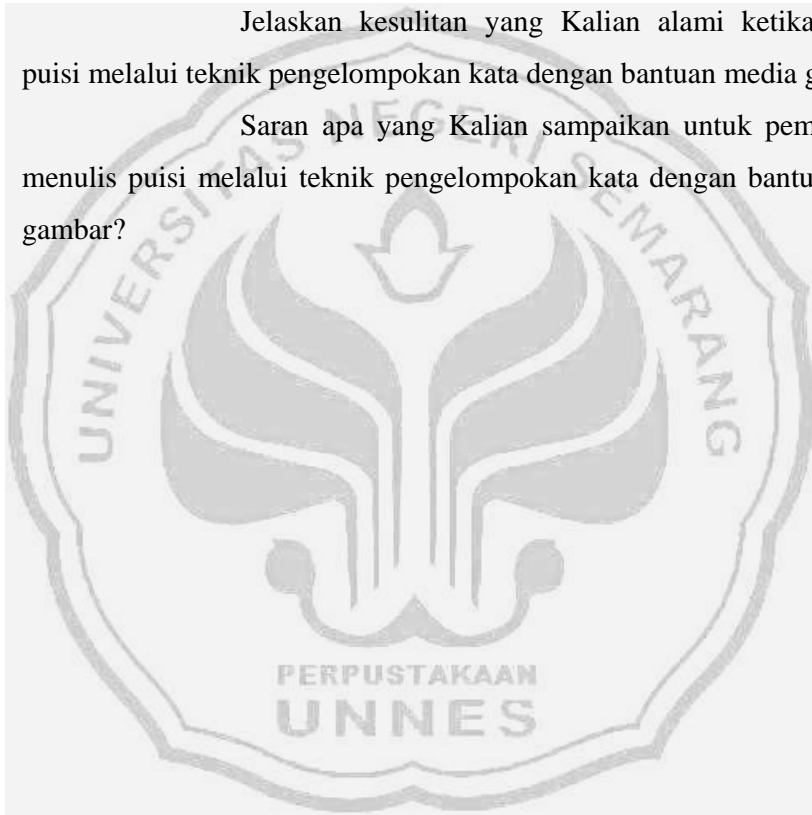 Jelaskan kesulitan yang Kalian alami ketika
puisi melalui teknik pengelompokan kata dengan bantuan media
Saran apa yang Kalian sampaikan untuk
menulis puisi melalui teknik pengelompokan kata dengan
gambar?
UNIVERSITAS NEGERI SEMARANG
PERPUSTAKAAN
UNNES